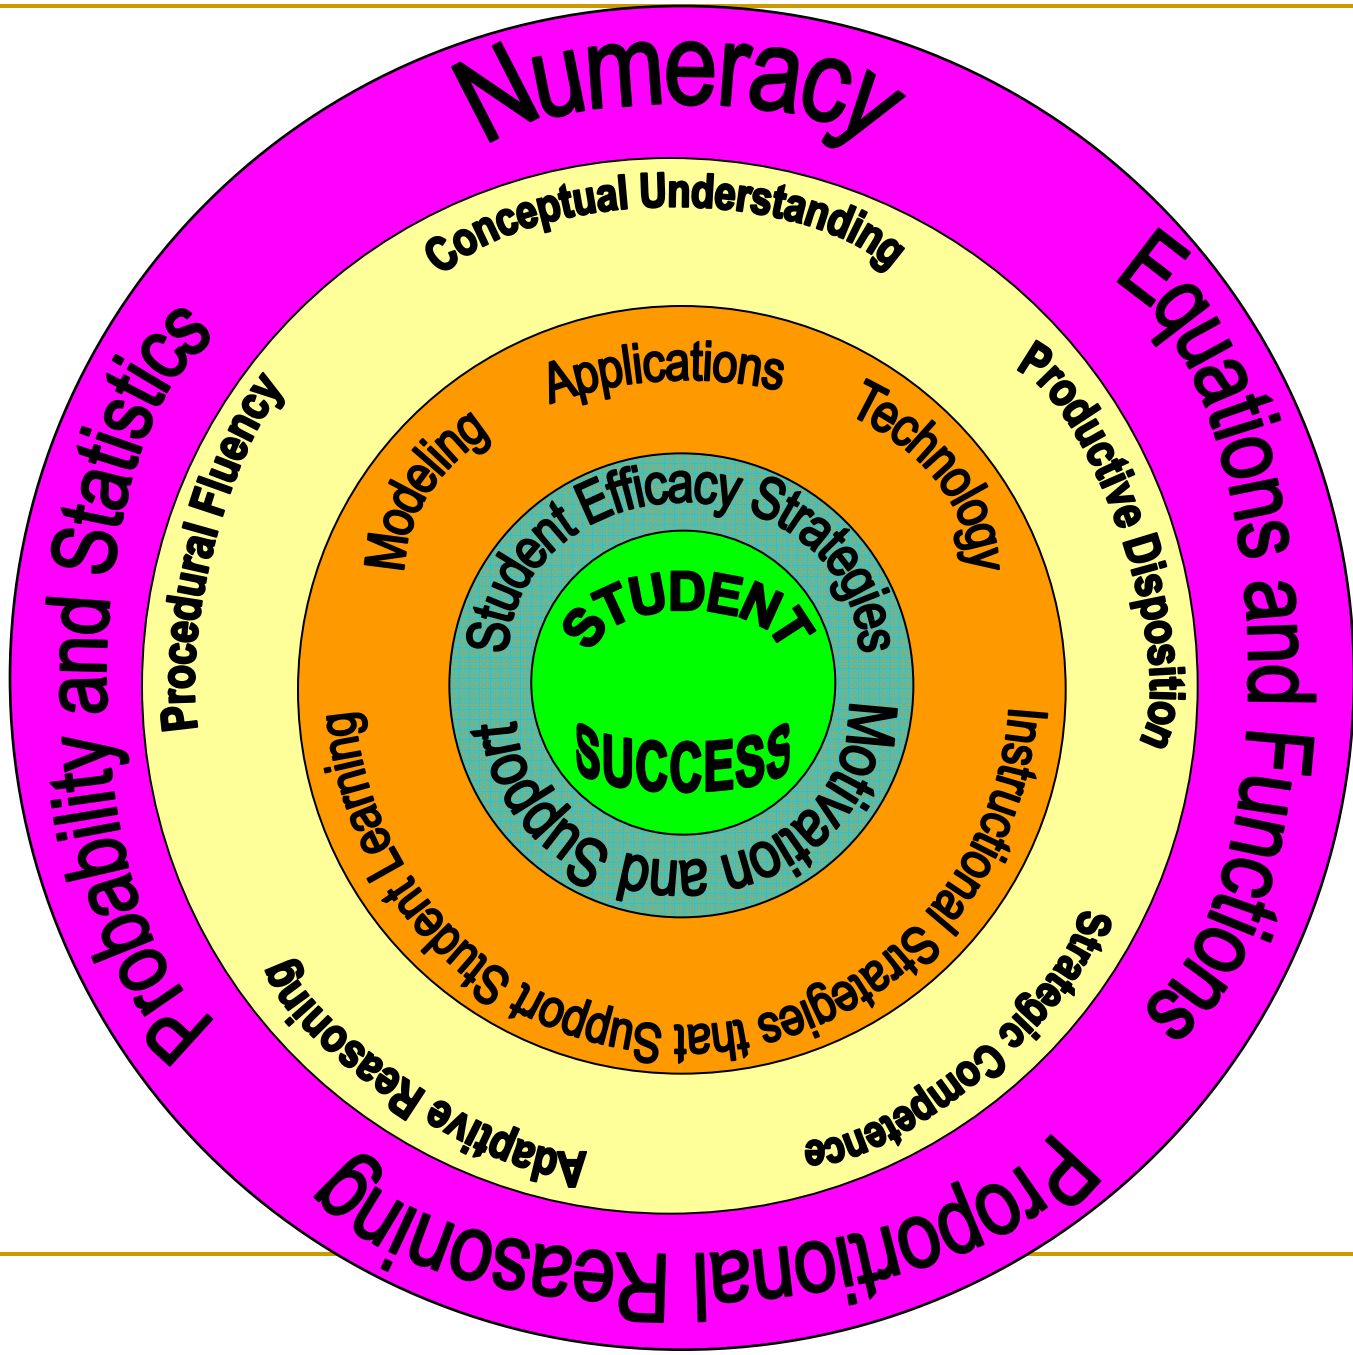 Numeracy
Equations and Functions
Proportional Reasoning
Probability and Statistics
Conceptual Understanding
Productive Disposition
Strategic Competence
Adaptive Reasoning
Procedural Fluency
Modeling
Applications
Technology
Instructional Strategies that Support Student Learning
Student Efficacy Strategies
Motivation and Support
STUDENT
SUCCESS